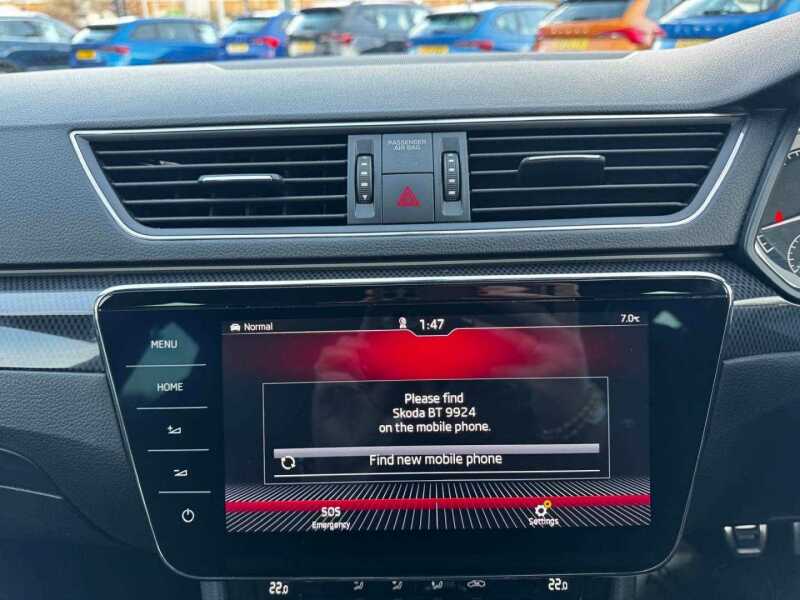 PASSENGER
AIR BAG
MENU
HOME
Normal
1:47
7.0℃
Please find
Skoda BT 9924
on the mobile phone.
Find new mobile phone
SOS
Emergency
Settings
22.0
22.0